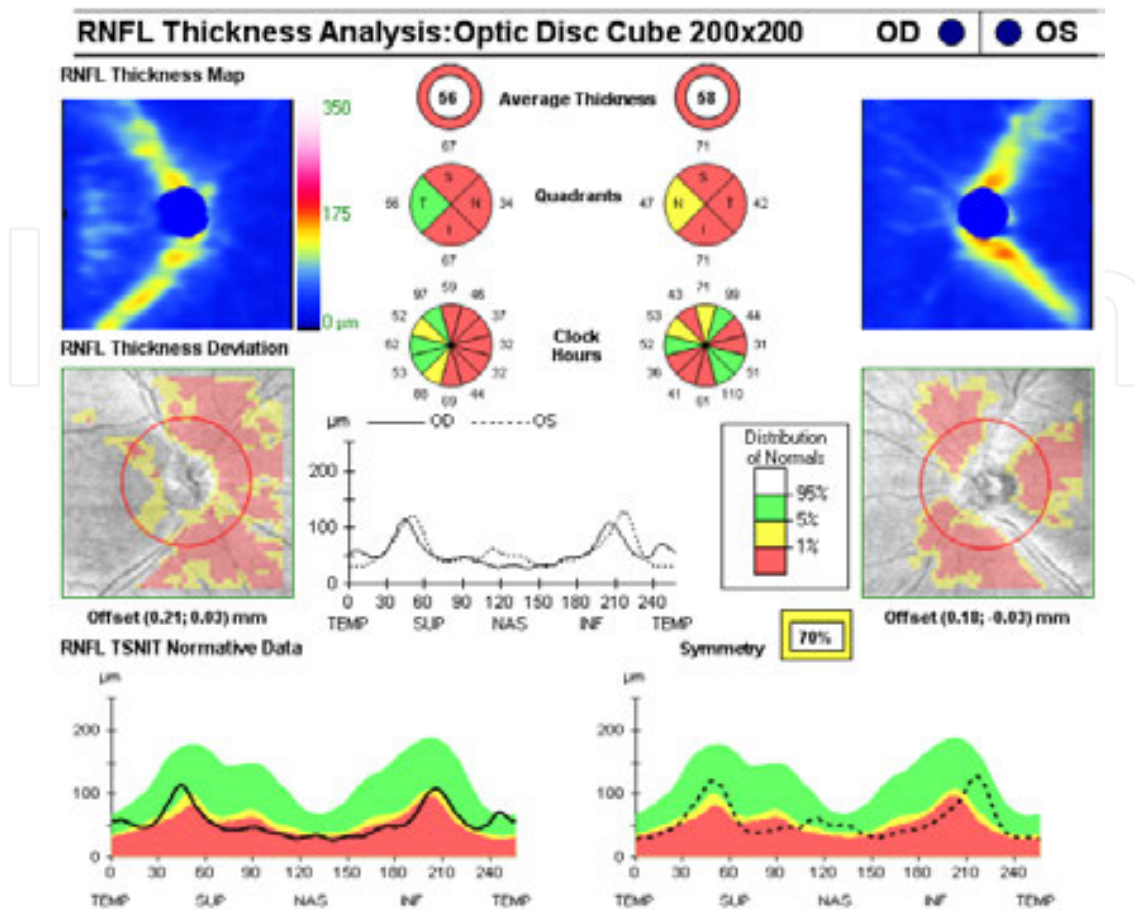 RNFL Thickness Analysis:Optic Disc Cube 200x200 OD OS
RNFL Thickness Map
350
175
0 µm
56 Average Thickness 58
67 71
S S
T N Quadrants N T
34 47 42
I I
67 71
97 59 46 43 71 99
52 37 53 44
62 32 Clock 52 31
53 32 Hours 36 51
69 44 41 61 110
RNFL Thickness Deviation
µm OD OS
200
100
0
0 30 60 90 120 150 180 210 240
TEMP SUP NAS INF TEMP
Distribution
of Normals
95%
5%
1%
Offset (0.21; 0.03) mm
Offset (0.18; -0.03) mm
RNFL TSNIT Normative Data
Symmetry 70%
µm
200
100
0
0 30 60 90 120 150 180 210 240
TEMP SUP NAS INF TEMP
µm
200
100
0
0 30 60 90 120 150 180 210 240
TEMP SUP NAS INF TEMP